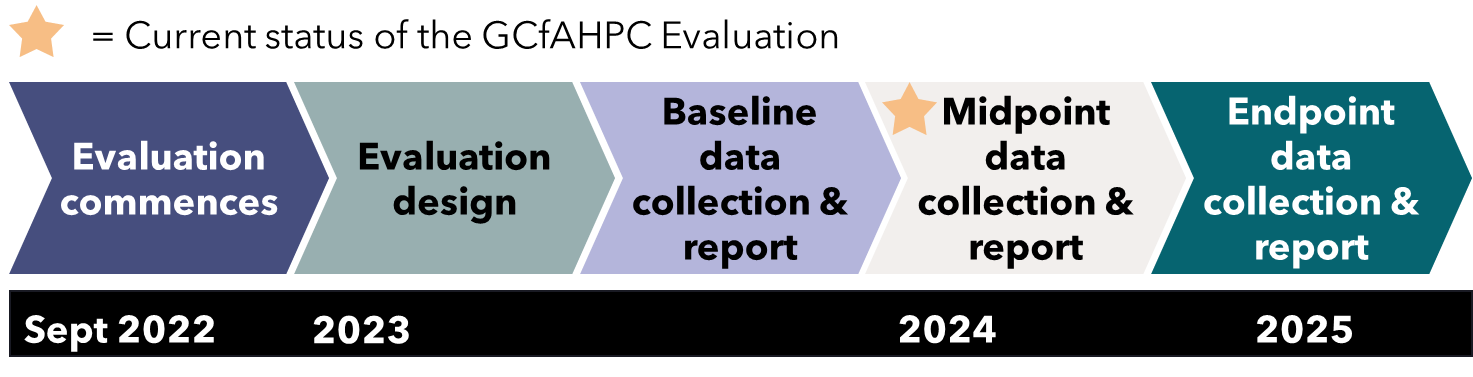 = Current status of the GCfAHPC Evaluation
Evaluation
commences
Evaluation
design
Baseline
data
collection &
report
Midpoint
data
collection &
report
Endpoint
data
collection &
report
Sept 2022
2023
2024
2025